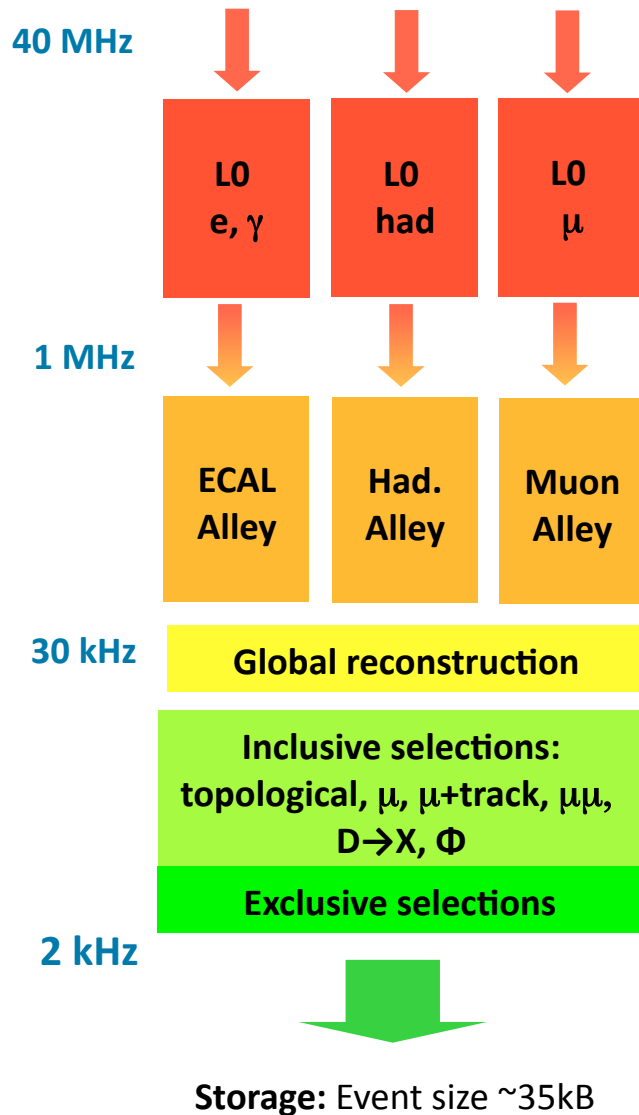 40 MHz
L0
e, γ
L0
had
L0
μ
1 MHz
ECAL
Alley
Had.
Alley
Muon
Alley
30 kHz
Global reconstruction
Inclusive selections:
topological, μ, μ+track, μμ,
D→X, Φ
Exclusive selections
2 kHz
Storage: Event size ~35kB